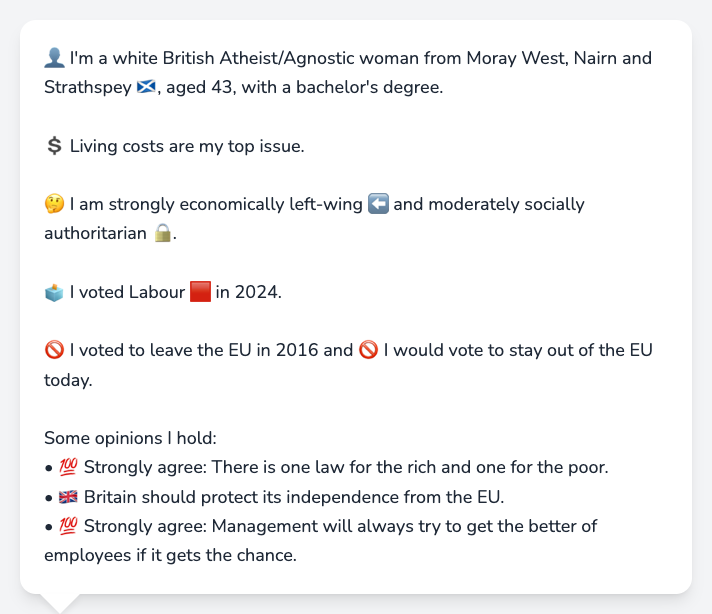 👤 I'm a white British Atheist/Agnostic woman from Moray West, Nairn and
Strathspey 🏴󠁧󠁢󠁳󠁣󠁴󠁿, aged 43, with a bachelor's degree.
💲 Living costs are my top issue.
🤔 I am strongly economically left-wing ⬅️ and moderately socially
authoritarian 🔒.
🗳️ I voted Labour 🟥 in 2024.
🚫 I voted to leave the EU in 2016 and 🚫 I would vote to stay out of the EU
today.
Some opinions I hold:
• 💯 Strongly agree: There is one law for the rich and one for the poor.
• 🇬🇧 Britain should protect its independence from the EU.
• 💯 Strongly agree: Management will always try to get the better of
employees if it gets the chance.